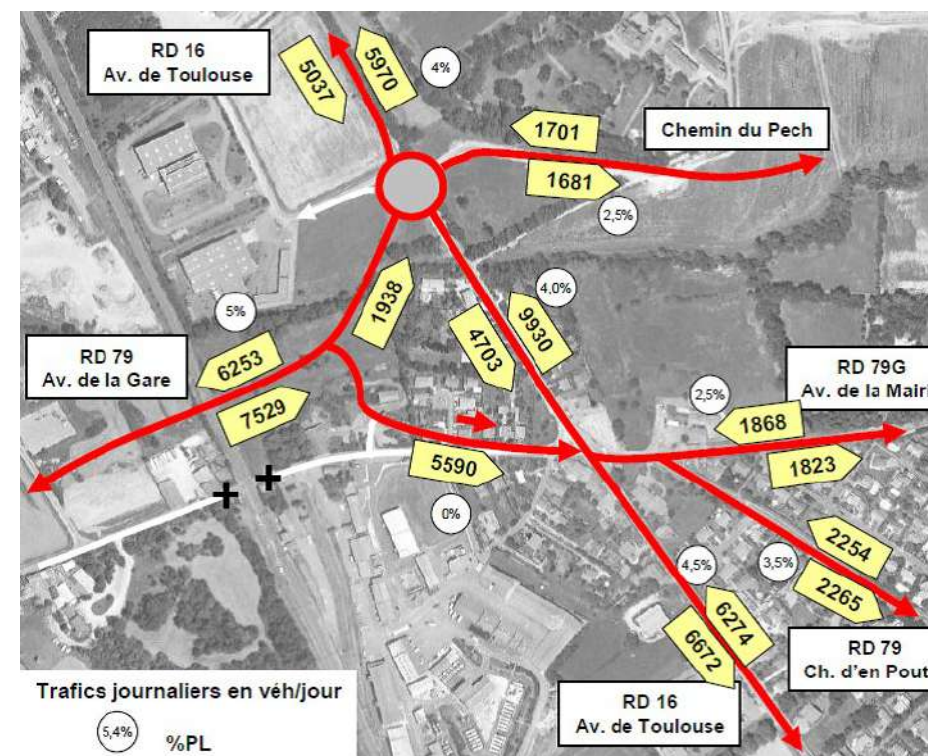 RD 16
Av. de Toulouse
5037
5970
4%
1701
1681
2,5%
Chemin du Pech
1938
5%
RD 79
Av. de la Gare
6253
7529
4703
9930
4,0%
RD 79G
Av. de la Mairi
2,5%
1868
1823
5590
0%
2254
3,5%
2265
4,5%
6274
6672
RD 79
Ch. d'en Pout
RD 16
Av. de Toulouse
Trafics journaliers en véh/jour
5,4%
%PL